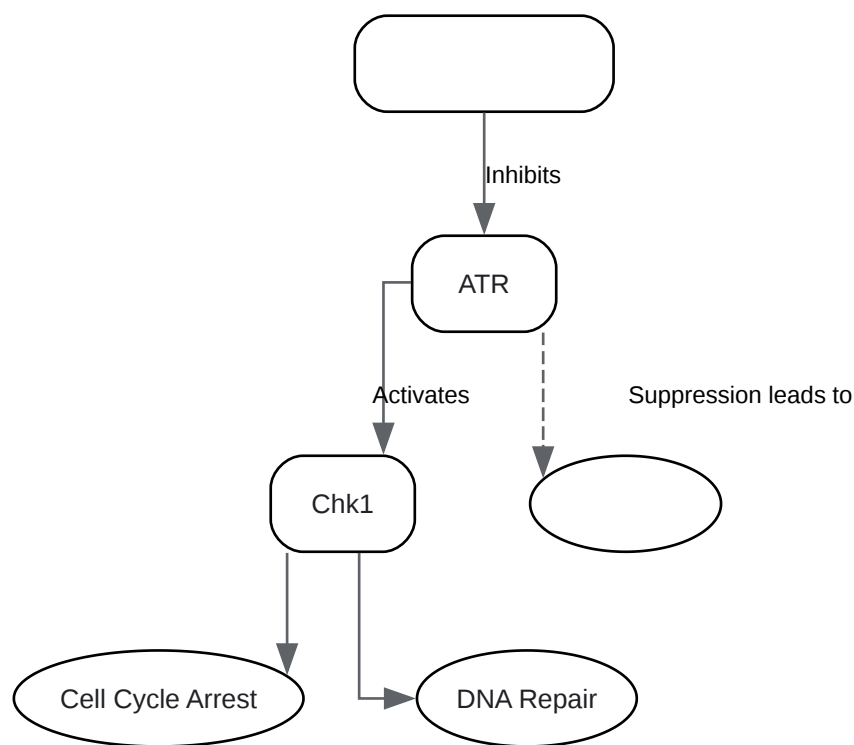 Inhibits
ATR
Activates
Suppression leads to
Chk1
Cell Cycle Arrest
DNA Repair